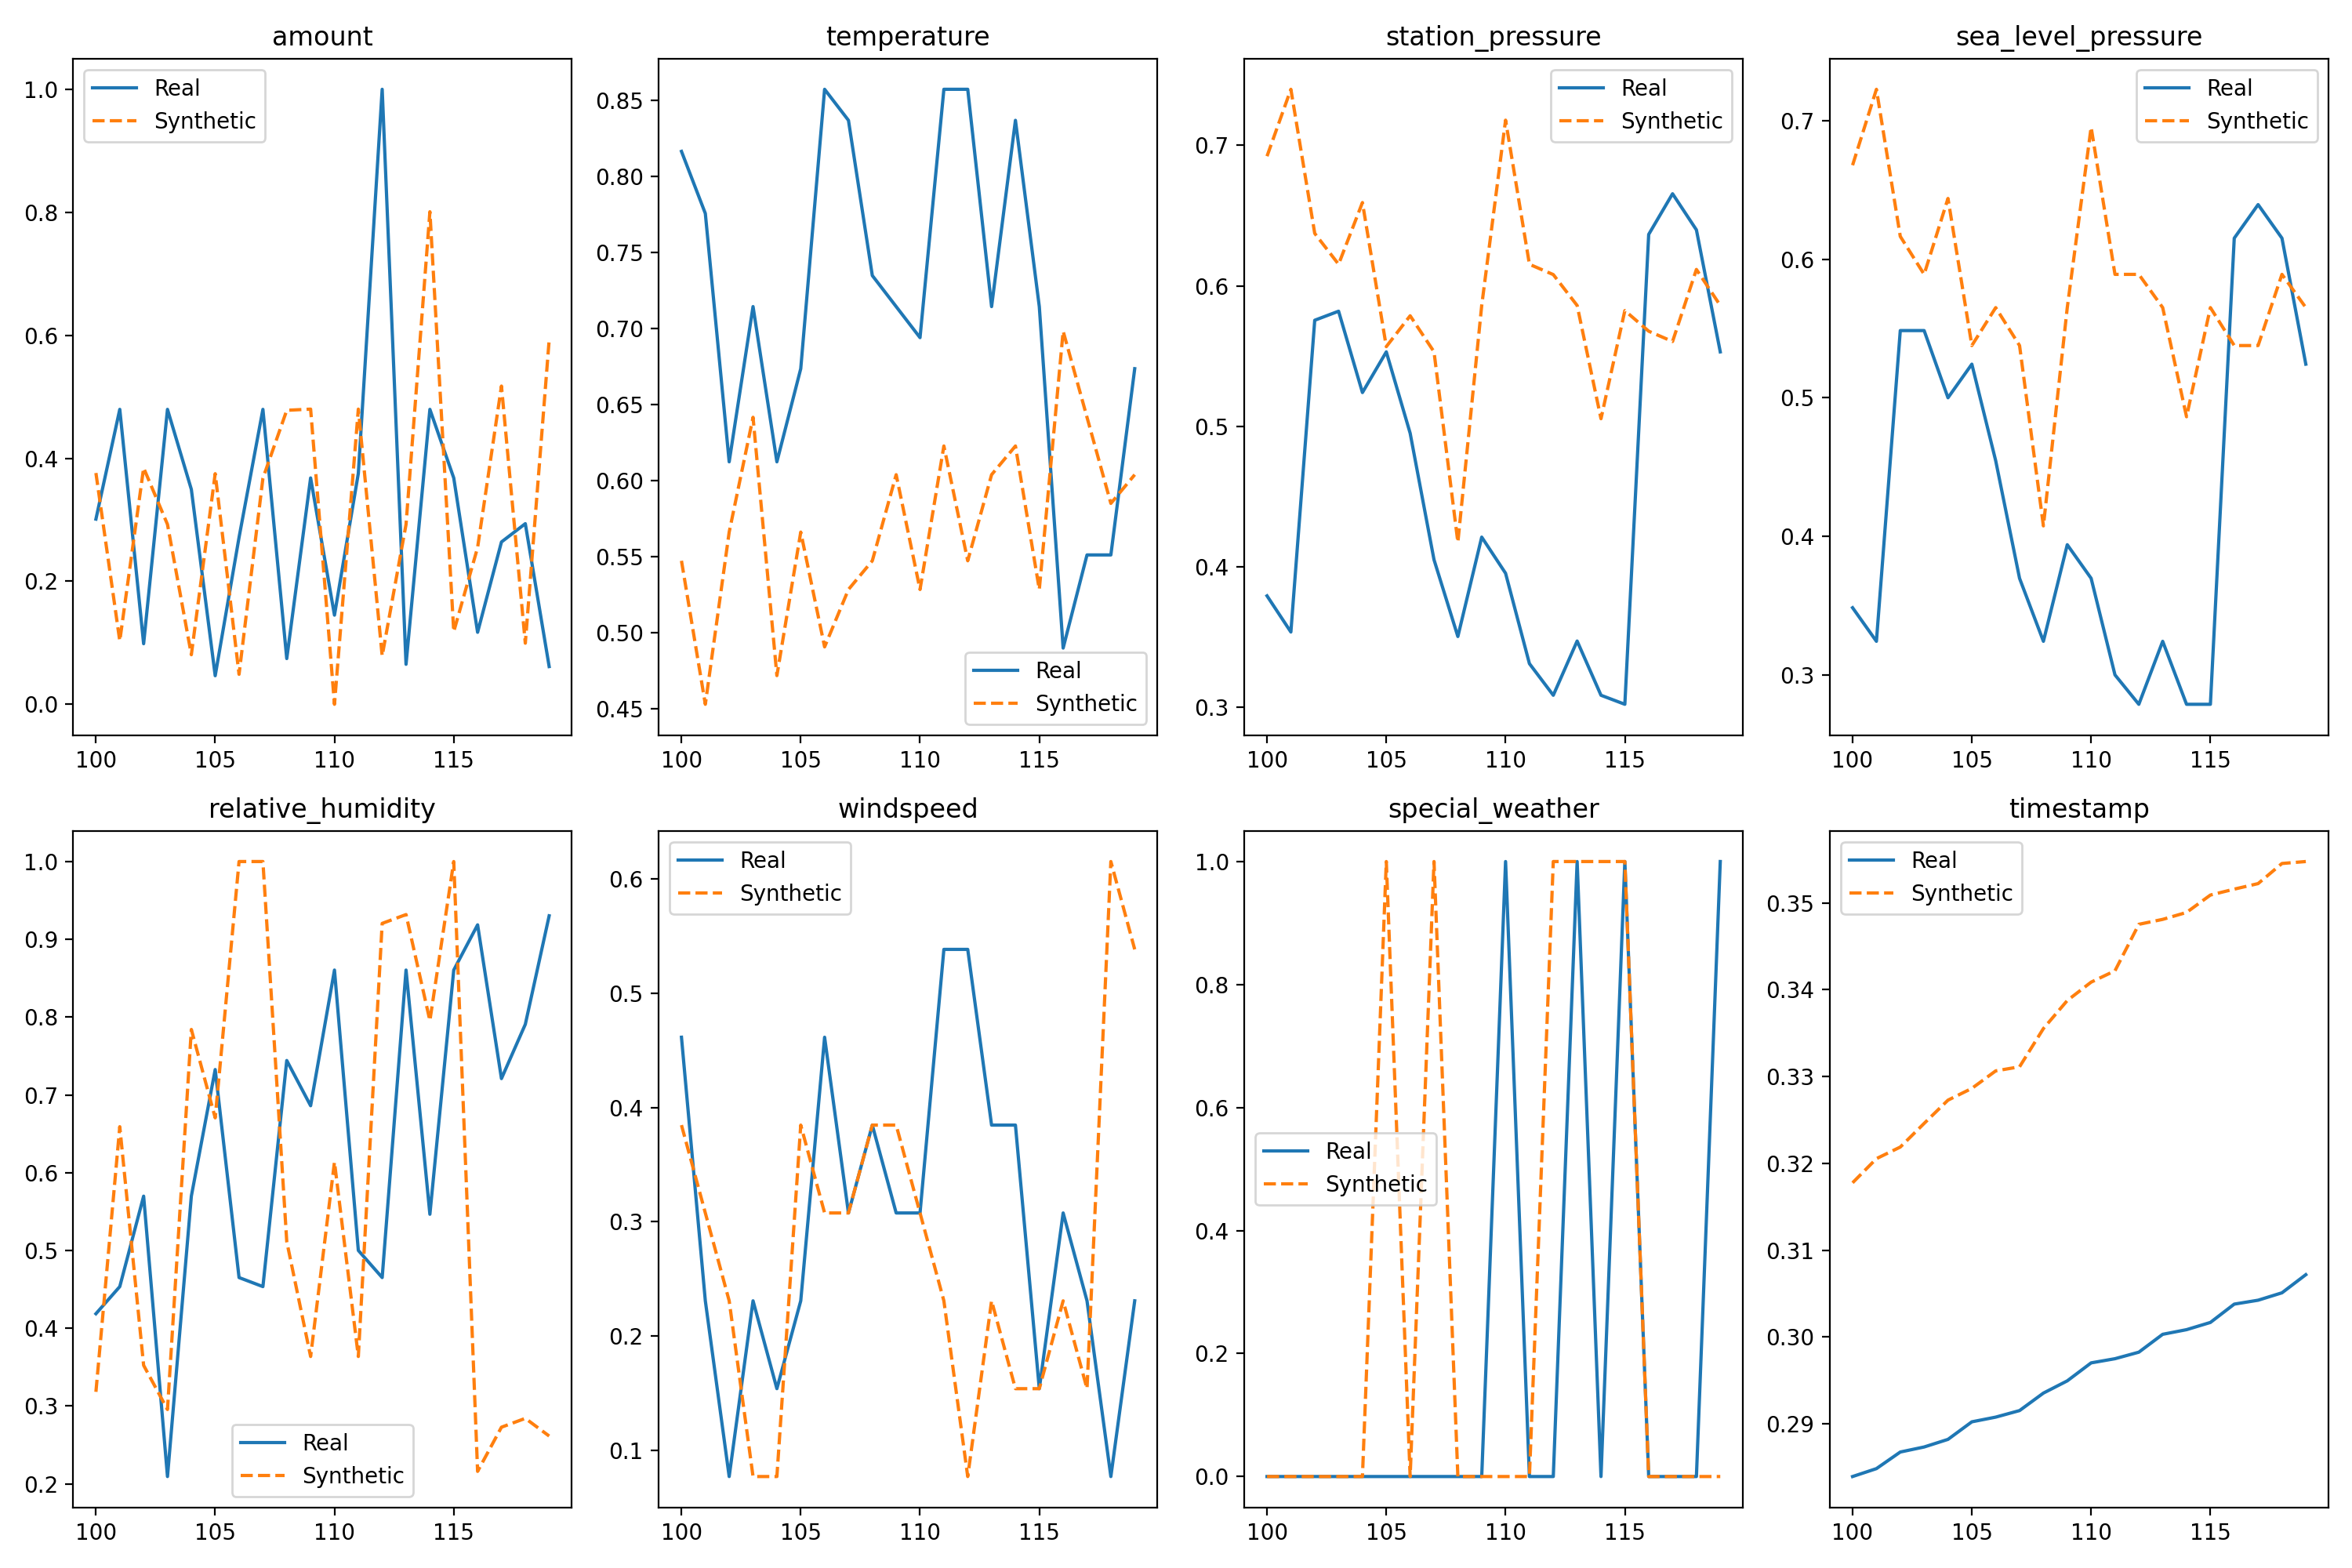 amount
1.0
0.8
0.6
0.4
0.2
0.0
100 105 110 115
Real
Synthetic
temperature
0.85
0.80
0.75
0.70
0.65
0.60
0.55
0.50
0.45
100 105 110 115
Real
Synthetic
station_pressure
0.7
0.6
0.5
0.4
0.3
100 105 110 115
Real
Synthetic
sea_level_pressure
0.7
0.6
0.5
0.4
0.3
100 105 110 115
Real
Synthetic
relative_humidity
1.0
0.9
0.8
0.7
0.6
0.5
0.4
0.3
0.2
100 105 110 115
Real
Synthetic
windspeed
0.6
0.5
0.4
0.3
0.2
0.1
100 105 110 115
Real
Synthetic
special_weather
1.0
0.8
0.6
0.4
0.2
0.0
100 105 110 115
Real
Synthetic
timestamp
0.35
0.34
0.33
0.32
0.31
0.30
0.29
100 105 110 115
Real
Synthetic